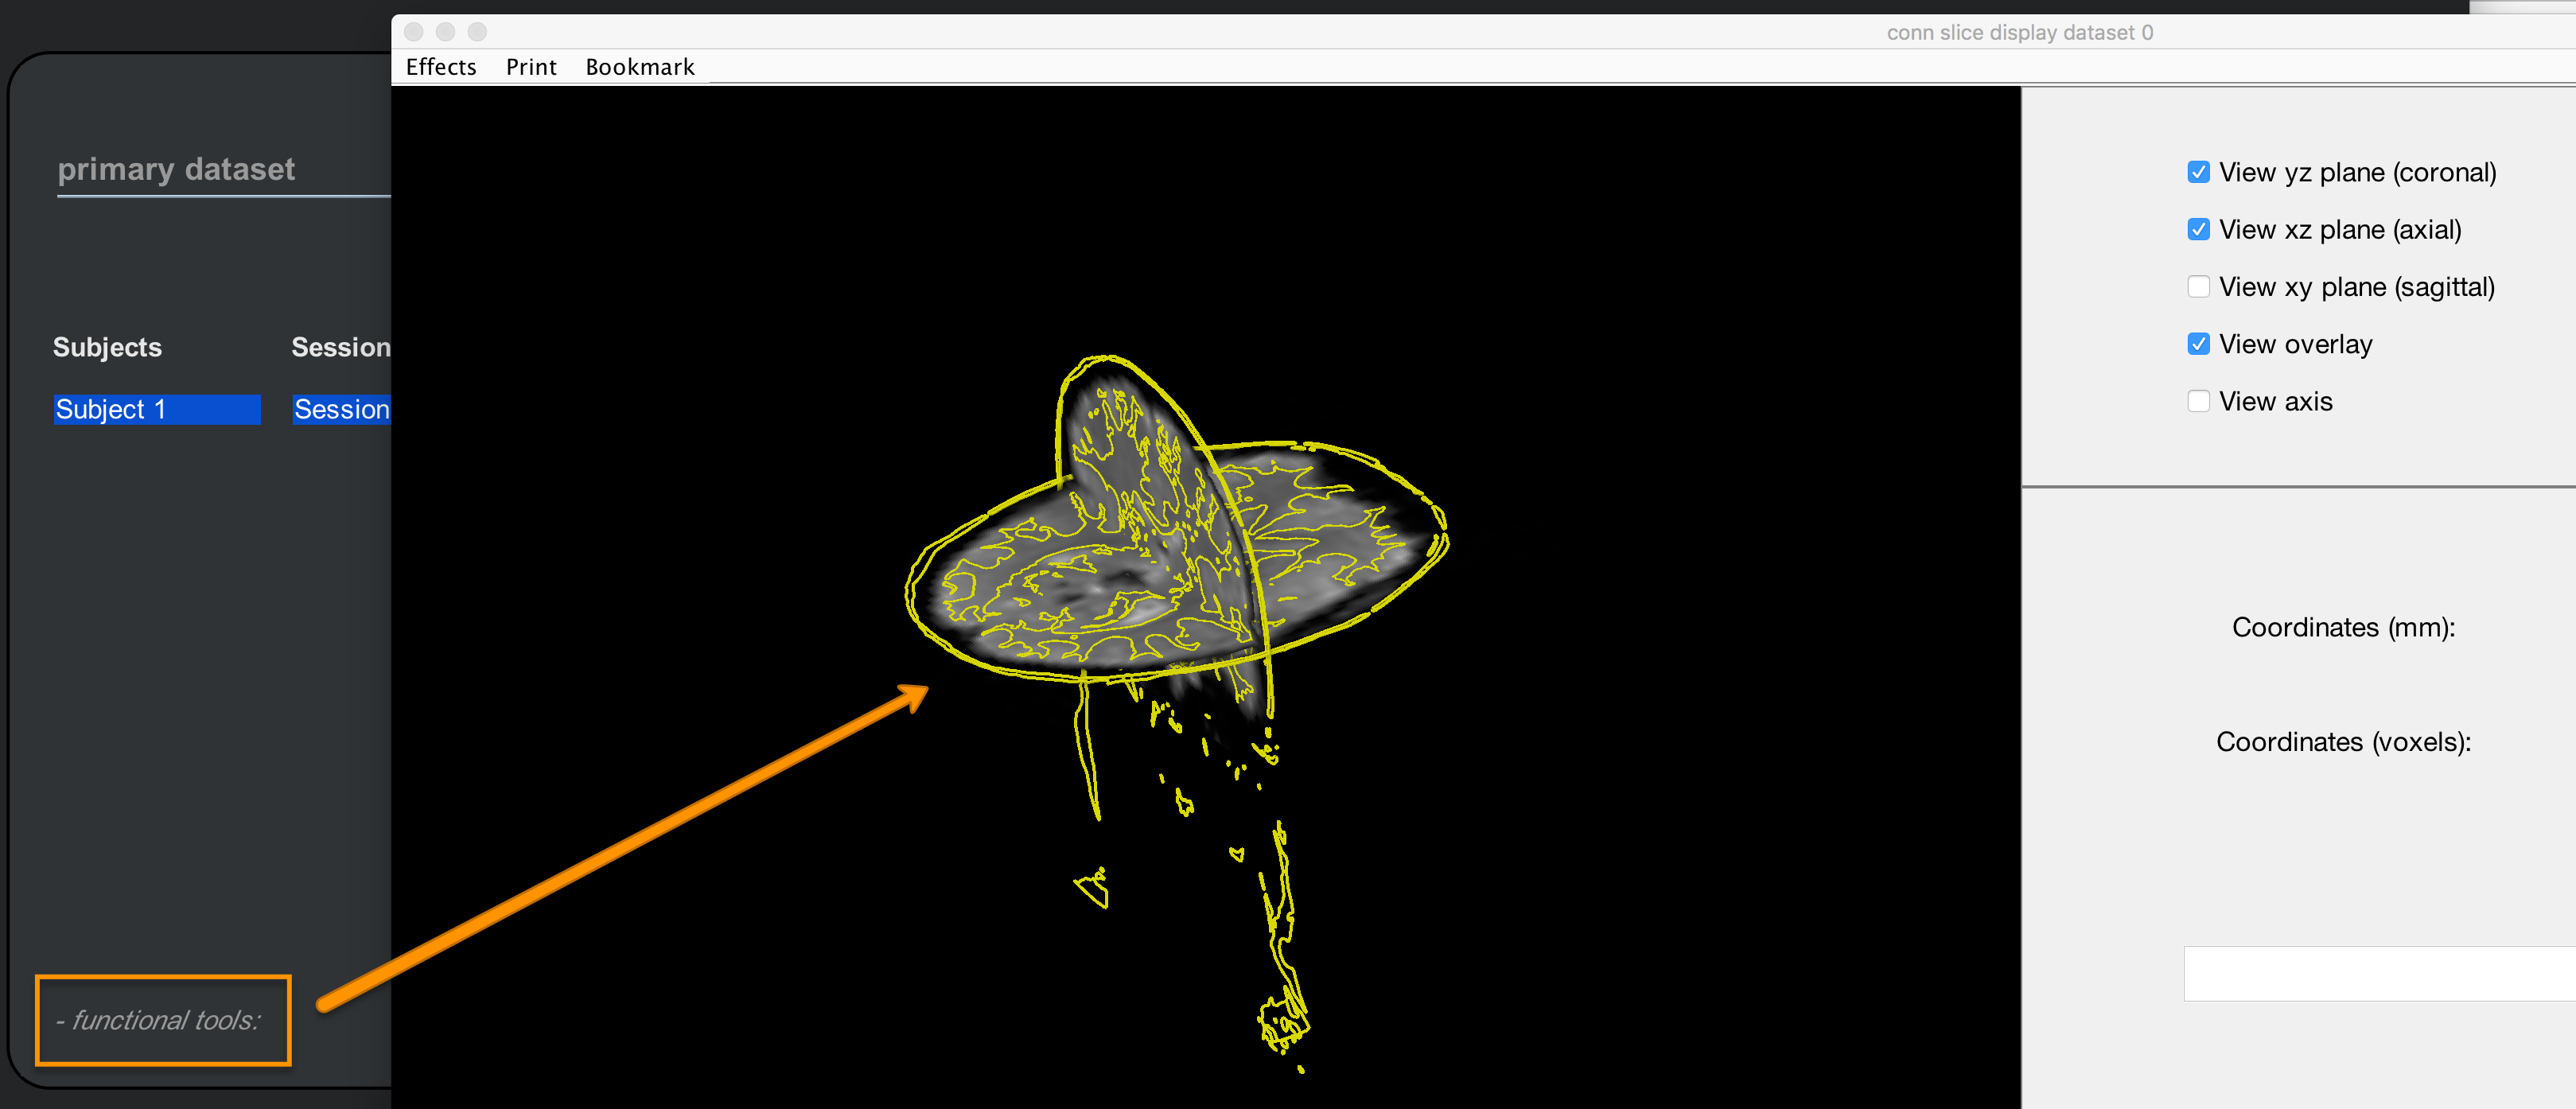 conn slice display dataset 0
Effects Print Bookmark
primary dataset
Subjects Session
Subject 1 Session
- functional tools:
View yz plane (coronal)
View xz plane (axial)
View xy plane (sagittal)
View overlay
View axis
Coordinates (mm):
Coordinates (voxels):